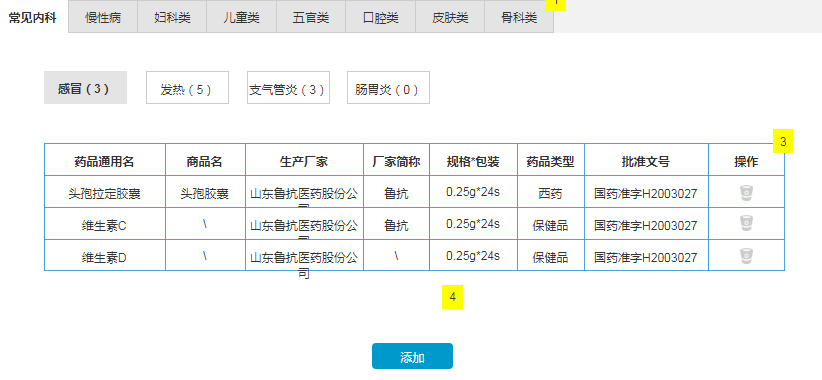 常见内科 慢性病 妇科类 儿童类 五官类 口腔类 皮肤类 骨科类
感冒（3） 发热（5） 支气管炎（3） 肠胃炎（0）
3
药品通用名 商品名 生产厂家 厂家简称 规格*包装 药品类型 批准文号 操作
头孢拉定胶囊 头孢胶囊 山东鲁抗医药股份公司 鲁抗 0.25g*24s 西药 国药准字H2003027
维生素C \ 山东鲁抗医药股份公司 鲁抗 0.25g*24s 保健品 国药准字H2003027
维生素D \ 山东鲁抗医药股份公司 \ 0.25g*24s 保健品 国药准字H2003027
4
添加